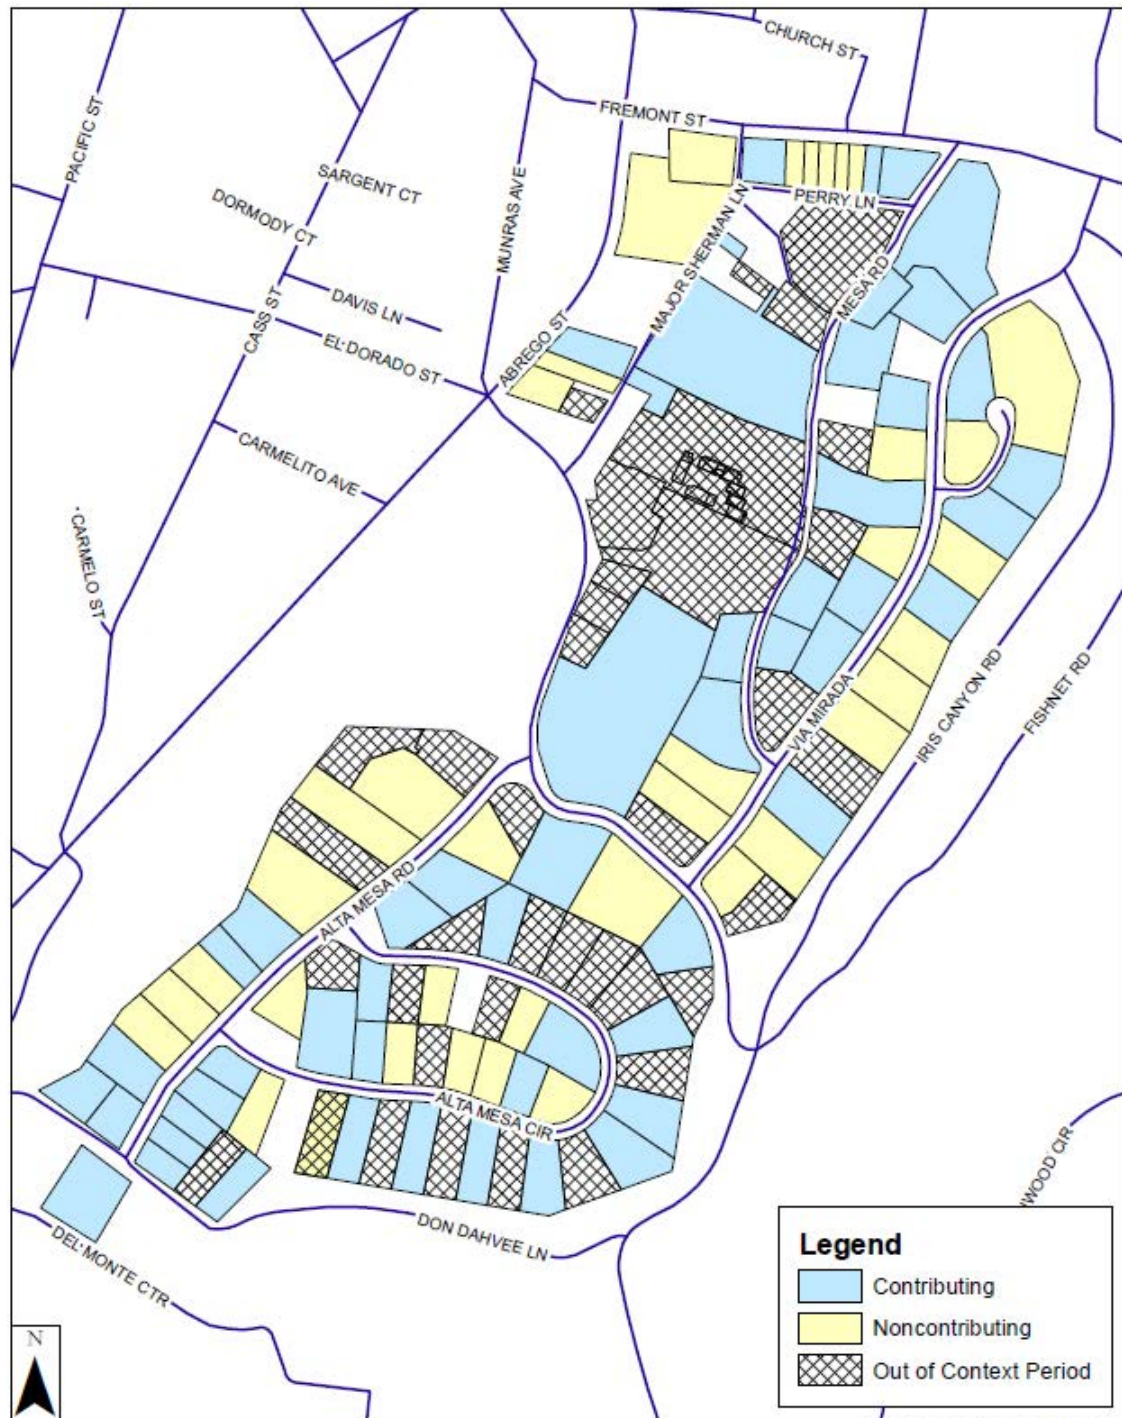 CHURCH ST
FREMONT ST
PACIFIC ST
SARGENT CT
DORMODY CT
MUNRAS AVE
PERRY LN
MAJOR SHERMAN LN
MESA RD
DAVIS LN
CASS ST
EL DORADO ST
ABREGO ST
CARMELITO AVE
CARMELO ST
IRIS CANYON RD
FISHNET RD
VIA MIRADA
ALTA MESA RD
ALTA MESA CIR
NWOOD CIR
DON DAHVEE LN
DEL MONTE CTR
Legend
Contributing
Noncontributing
Out of Context Period
N